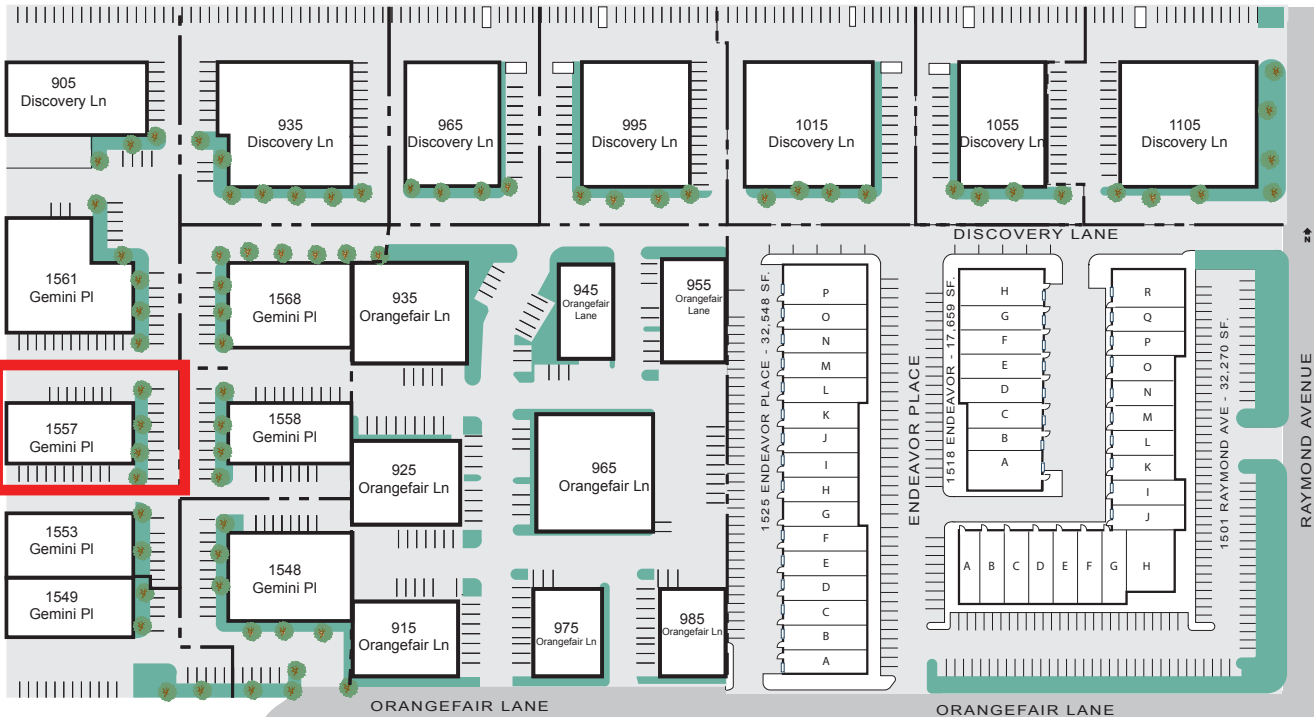 905
Discovery Ln
935
Discovery Ln
965
Discovery Ln
995
Discovery Ln
1015
Discovery Ln
1055
Discovery Ln
1105
Discovery Ln
DISCOVERY LANE
N
1561
Gemini Pl
1568
Gemini Pl
935
Orangefair Ln
945
Orangefair
Lane
955
Orangefair
Lane
1557
Gemini Pl
1558
Gemini Pl
925
Orangefair Ln
965
Orangefair Ln
1553
Gemini Pl
1549
Gemini Pl
1548
Gemini Pl
915
Orangefair Ln
975
Orangefair Ln
985
Orangefair Ln
1525 ENDEAVOR PLACE - 32,548 SF.
P
O
N
M
L
K
J
I
H
G
F
E
D
C
B
A
ENDEAVOR PLACE
1518 ENDEAVOR - 17,659 SF.
H
G
F
E
D
C
B
A
R
Q
P
O
N
M
L
K
I
J
A B C D E F G H
1501 RAYMOND AVE - 32,270 SF.
RAYMOND AVENUE
ORANGEFAIR LANE
ORANGEFAIR LANE